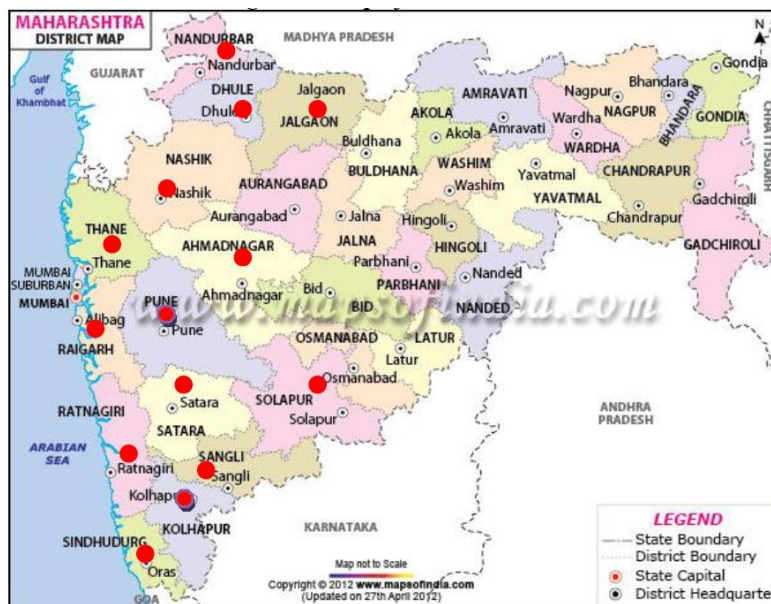 MAHARASHTRA
DISTRICT MAP
NANDURBAR
MADHYA PRADESH
N
Nandurbar
GUJARAT
Gulf
of
Khambhat
DHULE
Dhule
Jalgaon
JALGAON
AMRAVATI
Amravati
AKOLA
Akola
Nagpur
NAGPUR
Bhandara
BHANDARA
Gondia
GONDIA
CHHATTISGARH
Wardha
WARDHA
Buldhana
BULDHANA
NASHIK
Nashik
WASHIM
Washim
Yavatmal
YAVATMAL
CHANDRAPUR
Chandrapur
Gadchiroli
GADCHIROLI
AURANGABAD
Aurangabad
Jalna
JALNA
Hingoli
HINGOLI
THANE
Thane
AHMADNAGAR
Ahmadnagar
Parbhani
PARBHANI
Nanded
NANDED
MUMBAI
SUBURBAN
MUMBAI
PUNE
Pune
Bid
BID
www.mapsofindia.com
Alibag
RAIGARH
OSMANABAD
Osmanabad
LATUR
Latur
RATNAGIRI
Ratnagiri
Satara
SATARA
SOLAPUR
Solapur
ANDHRA
PRADESH
ARABIAN
SEA
SANGLI
Sangli
Kolhapur
KOLHAPUR
KARNATAKA
SINDHUDURG
Oras
GOA
Map not to Scale
Copyright © 2012 www.mapsofindia.com
(Updated on 27th April 2012)
LEGEND
State Boundary
District Boundary
State Capital
District Headquarte